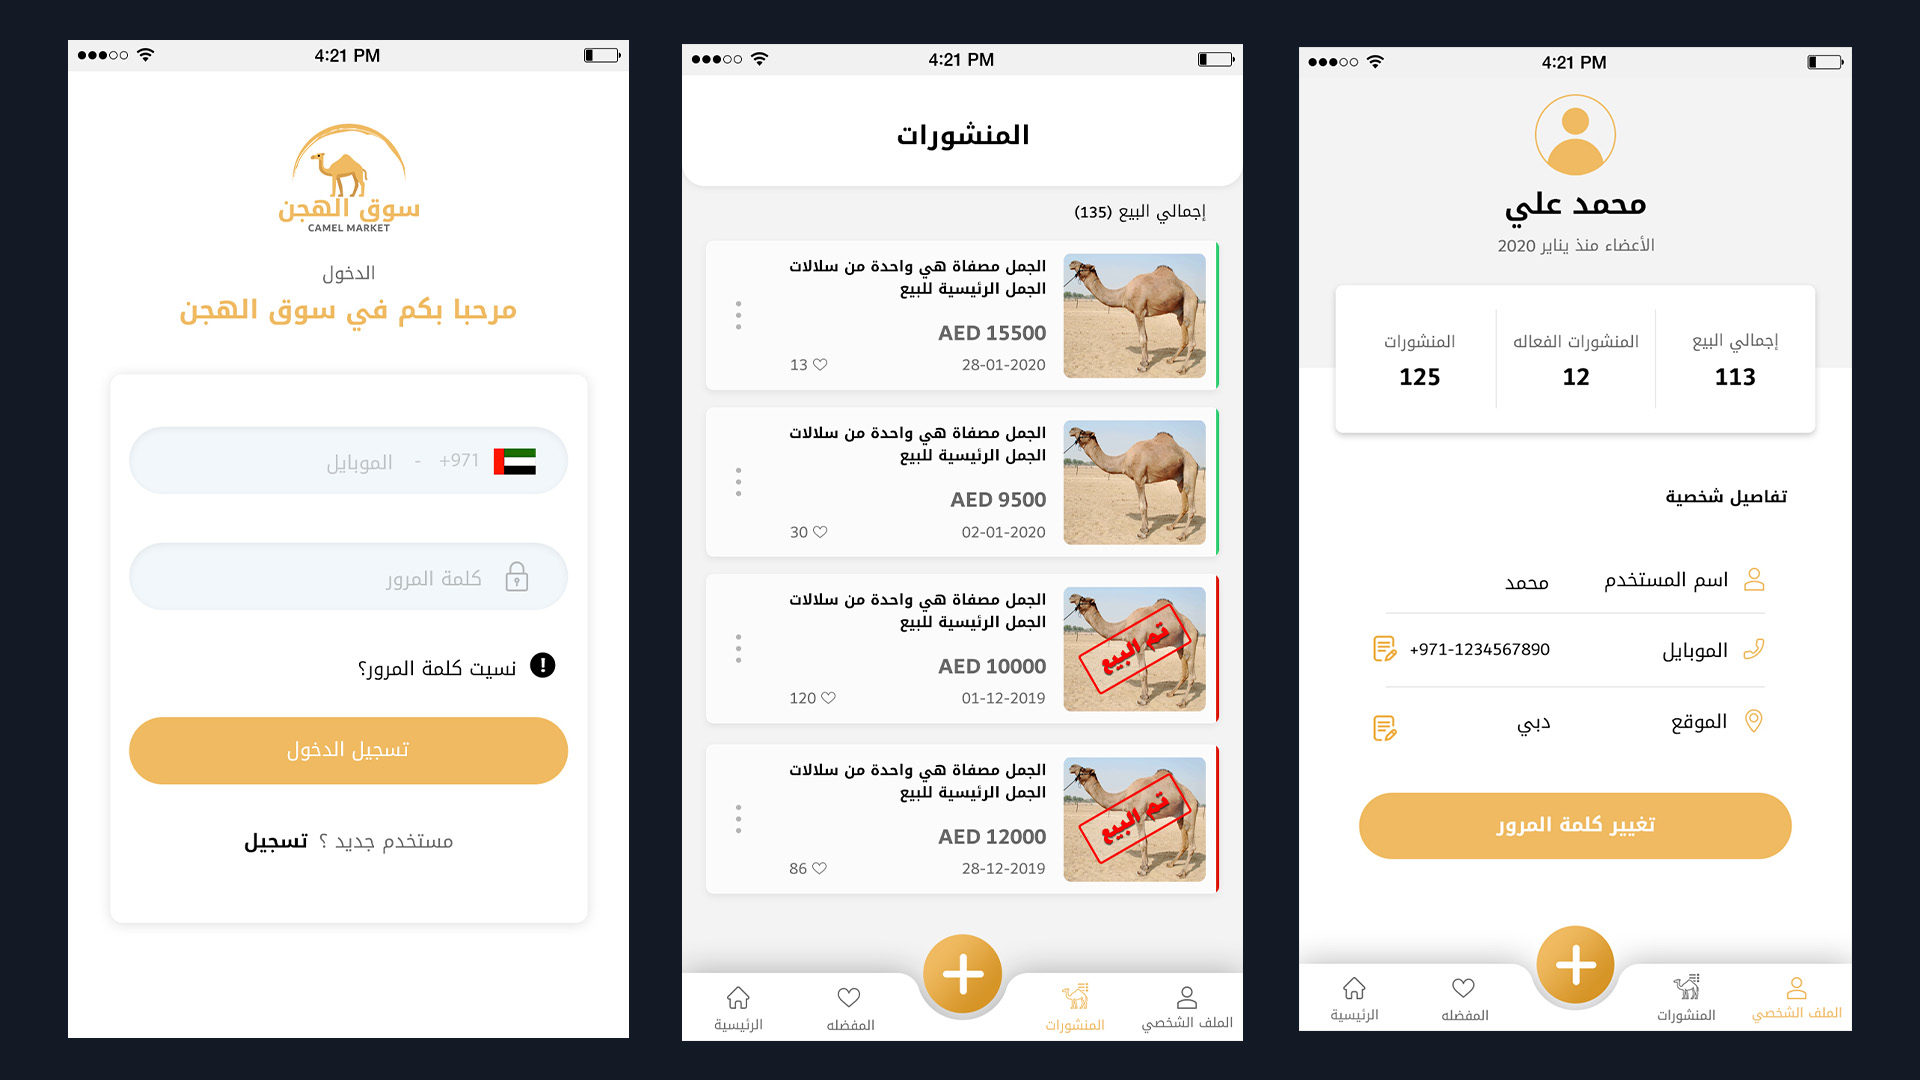 4:21 PM
سوق الهجن
CAMEL MARKET
الدخول
مرحبا بكم في سوق الهجن
+971 - الموبايل
كلمة المرور
نسيت كلمة المرور؟
تسجيل الدخول
مستخدم جديد ؟ تسجيل
4:21 PM
المنشورات
إجمالي البيع (135)
الجمل مصفاة هي واحدة من سلالات
الجمل الرئيسية للبيع
AED 15500
28-01-2020
13
الجمل مصفاة هي واحدة من سلالات
الجمل الرئيسية للبيع
AED 9500
02-01-2020
30
الجمل مصفاة هي واحدة من سلالات
الجمل الرئيسية للبيع
AED 10000
01-12-2019
120
تم البيع
الجمل مصفاة هي واحدة من سلالات
الجمل الرئيسية للبيع
AED 12000
28-12-2019
86
تم البيع
الملف الشخصي
المنشورات
المفضله
الرئيسية
4:21 PM
محمد علي
الأعضاء منذ يناير 2020
إجمالي البيع
113
المنشورات الفعاله
12
المنشورات
125
تفاصيل شخصية
اسم المستخدم محمد
الموبايل +971-1234567890
الموقع دبي
تغيير كلمة المرور
الملف الشخصي
المنشورات
المفضله
الرئيسية